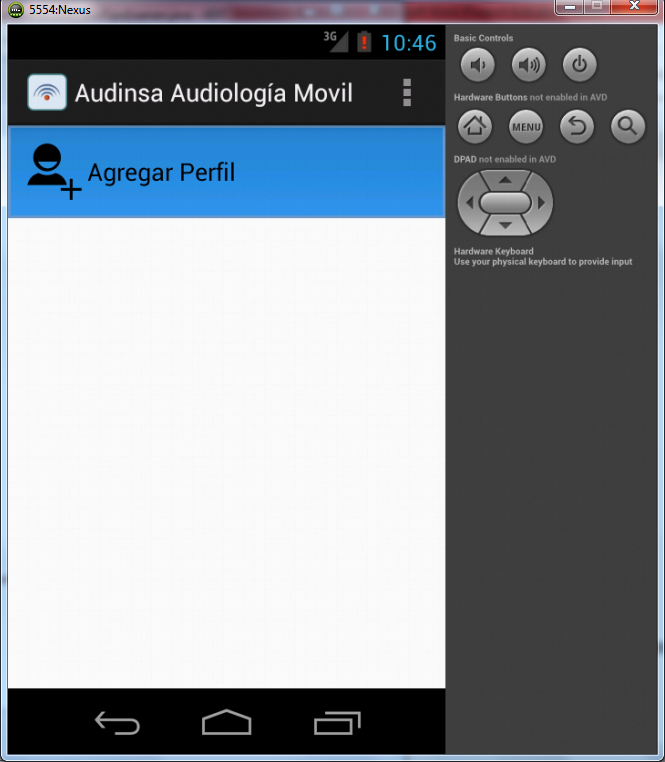 5554:Nexus
3G 10:46
Audinsa Audiología Movil
Agregar Perfil
Basic Controls
Hardware Buttons not enabled in AVD
MENU
DPAD not enabled in AVD
Hardware Keyboard
Use your physical keyboard to provide input